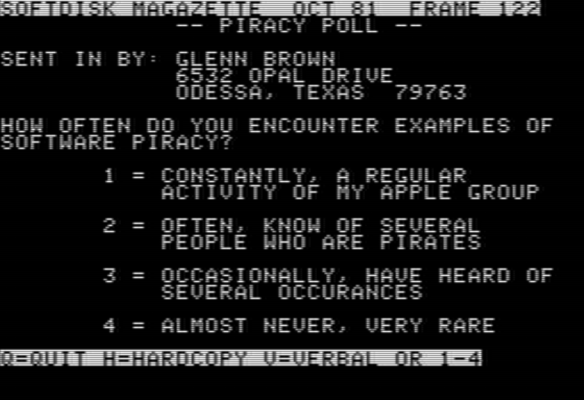 SOFTDISK MAGAZETTE OCT 81 FRAME 122
-- PIRACY POLL --
SENT IN BY: GLENN BROWN
6532 OPAL DRIVE
ODESSA, TEXAS 79763
HOW OFTEN DO YOU ENCOUNTER EXAMPLES OF
SOFTWARE PIRACY?
1 = CONSTANTLY, A REGULAR
ACTIVITY OF MY APPLE GROUP
2 = OFTEN, KNOW OF SEVERAL
PEOPLE WHO ARE PIRATES
3 = OCCASIONALLY, HAVE HEARD OF
SEVERAL OCCURANCES
4 = ALMOST NEVER, VERY RARE
Q=QUIT H=HARDCOPY V=VERBAL OR 1-4